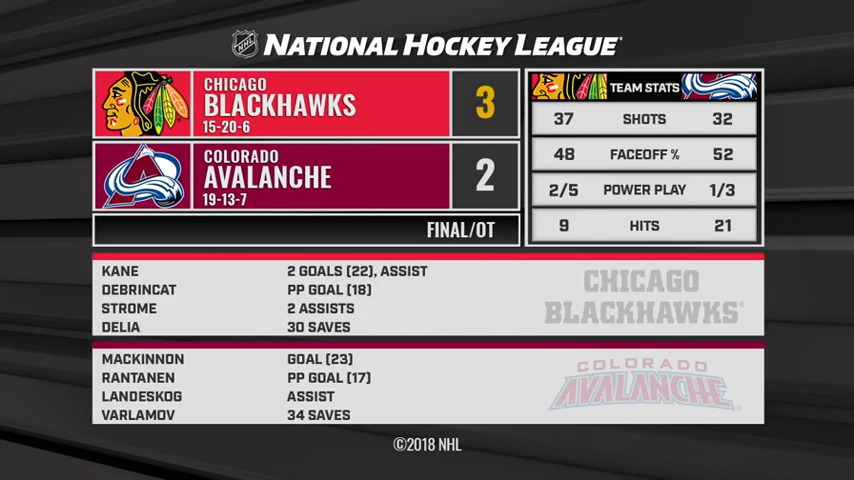 NHL
NATIONAL HOCKEY LEAGUE
CHICAGO
BLACKHAWKS
15-20-6
3
COLORADO
AVALANCHE
19-13-7
2
FINAL/OT
TEAM STATS
37 SHOTS 32
48 FACEOFF % 52
2/5 POWER PLAY 1/3
9 HITS 21
KANE 2 GOALS (22), ASSIST
DEBRINCAT PP GOAL (18)
STROME 2 ASSISTS
DELIA 30 SAVES
CHICAGO
BLACKHAWKS
MACKINNON GOAL (23)
RANTANEN PP GOAL (17)
LANDESKOG ASSIST
VARLAMOV 34 SAVES
COLORADO
AVALANCHE
©2018 NHL